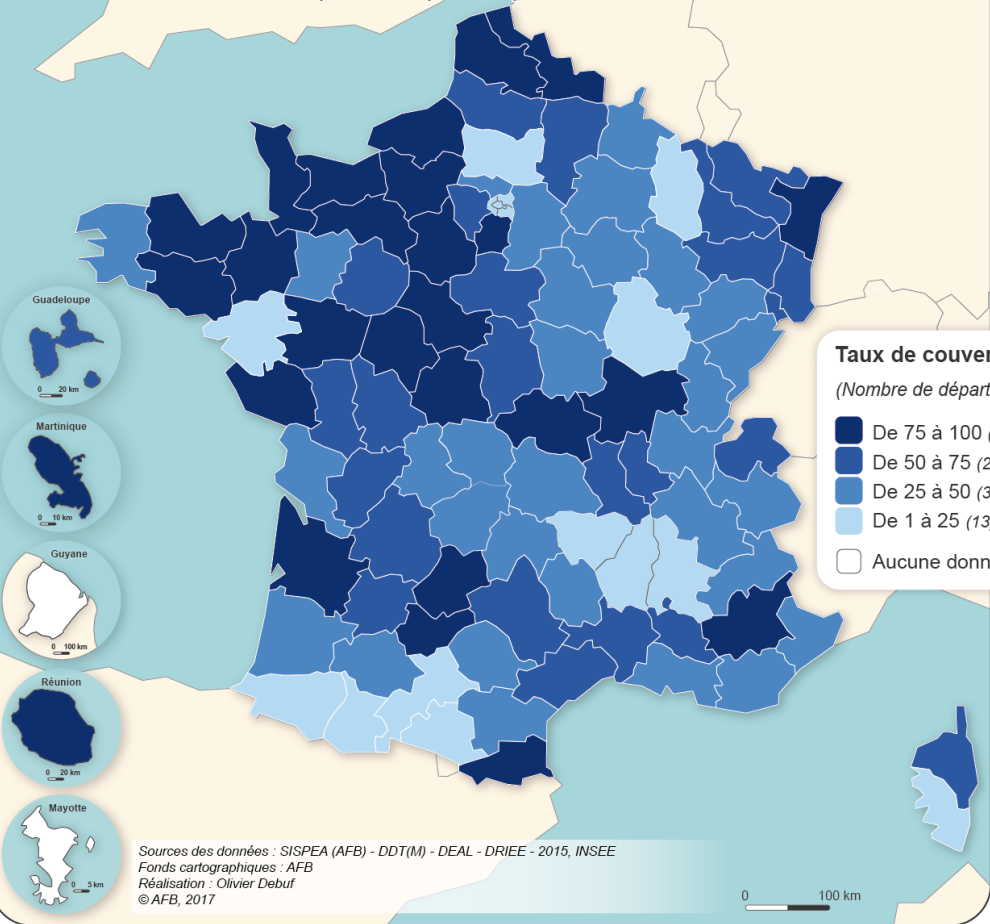 Guadeloupe
0 20 km
Martinique
0 10 km
Guyane
0 100 km
Réunion
0 20 km
Mayotte
0 5 km
Taux de couver
(Nombre de départ
De 75 à 100 (
De 50 à 75 (2
De 25 à 50 (3
De 1 à 25 (13
Aucune donn
Sources des données : SISPEA (AFB) - DDT(M) - DEAL - DRIEE - 2015, INSEE
Fonds cartographiques : AFB
Réalisation : Olivier Debuf
© AFB, 2017
0 100 km